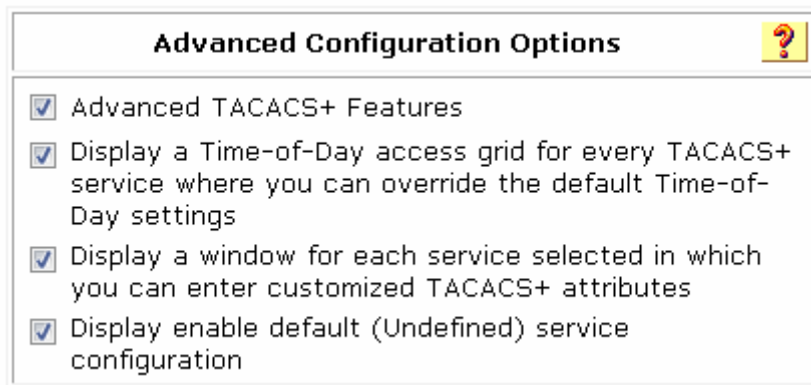 Advanced Configuration Options ?
Advanced TACACS+ Features
Display a Time-of-Day access grid for every TACACS+
service where you can override the default Time-of-
Day settings
Display a window for each service selected in which
you can enter customized TACACS+ attributes
Display enable default (Undefined) service
configuration